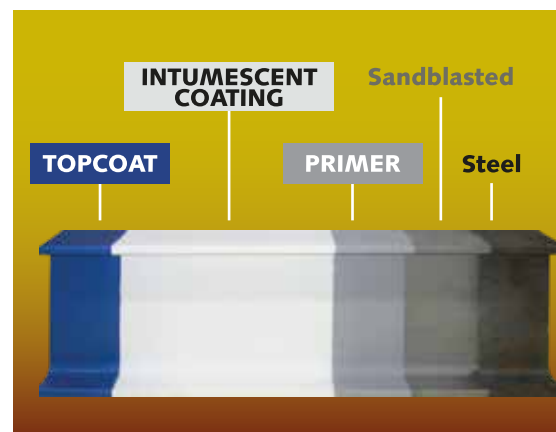 INTUMESCENT
COATING
Sandblasted
TOPCOAT
PRIMER
Steel